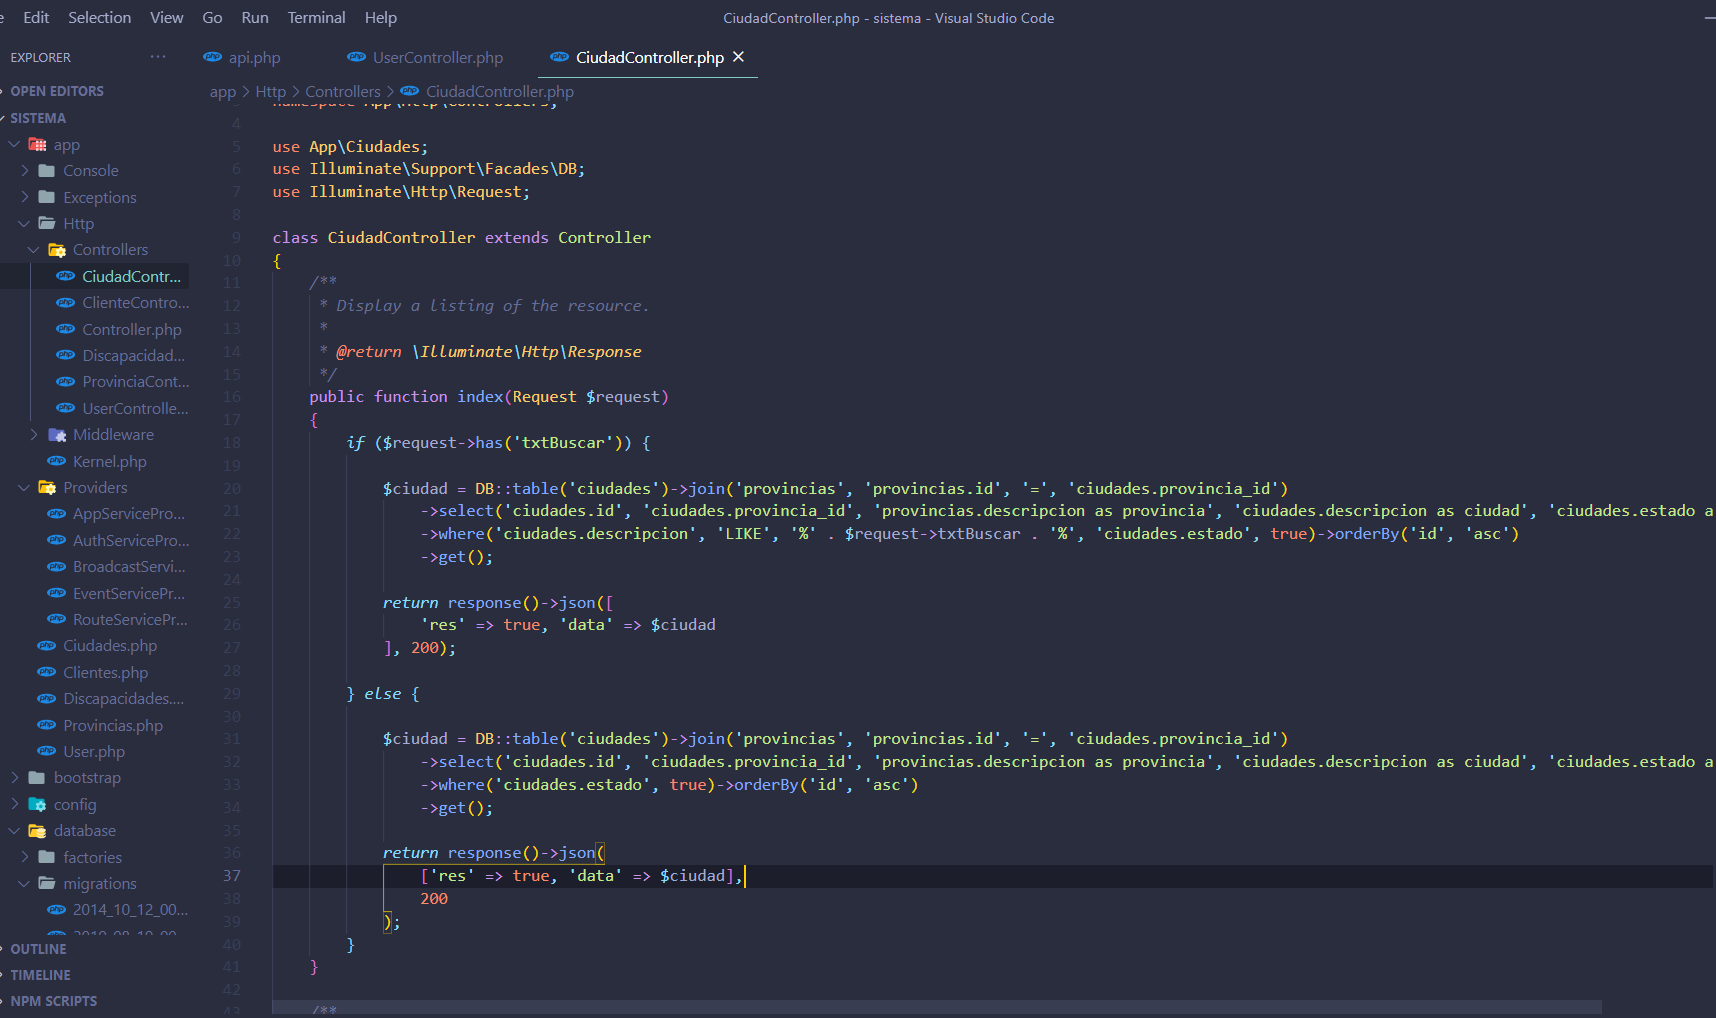 Edit Selection View Go Run Terminal Help
CiudadController.php - sistema - Visual Studio Code
EXPLORER ···
api.php
UserController.php
CiudadController.php
OPEN EDITORS
SISTEMA
app
Console
Exceptions
Http
Controllers
CiudadContr...
ClienteContro...
Controller.php
Discapacidad...
ProvinciaCont...
UserControlle...
Middleware
Kernel.php
Providers
AppServicePro...
AuthServicePro...
BroadcastServi...
EventServicePr...
RouteServicePr...
Ciudades.php
Clientes.php
Discapacidades....
Provincias.php
User.php
bootstrap
config
database
factories
migrations
2014_10_12_00...
OUTLINE
TIMELINE
NPM SCRIPTS
app > Http > Controllers > CiudadController.php
namespace App\Http\Controllers;
4
5 use App\Ciudades;
6 use Illuminate\Support\Facades\DB;
7 use Illuminate\Http\Request;
8
9 class CiudadController extends Controller
10 {
11 /**
12 * Display a listing of the resource.
13 *
14 * @return \Illuminate\Http\Response
15 */
16 public function index(Request $request)
17 {
18 if ($request->has('txtBuscar')) {
19
20 $ciudad = DB::table('ciudades')->join('provincias', 'provincias.id', '=', 'ciudades.provincia_id')
21 ->select('ciudades.id', 'ciudades.provincia_id', 'provincias.descripcion as provincia', 'ciudades.descripcion as ciudad', 'ciudades.estado a
22 ->where('ciudades.descripcion', 'LIKE', '%' . $request->txtBuscar . '%', 'ciudades.estado', true)->orderBy('id', 'asc')
23 ->get();
24
25 return response()->json([
26 'res' => true, 'data' => $ciudad
27 ], 200);
28
29 } else {
30
31 $ciudad = DB::table('ciudades')->join('provincias', 'provincias.id', '=', 'ciudades.provincia_id')
32 ->select('ciudades.id', 'ciudades.provincia_id', 'provincias.descripcion as provincia', 'ciudades.descripcion as ciudad', 'ciudades.estado a
33 ->where('ciudades.estado', true)->orderBy('id', 'asc')
34 ->get();
35
36 return response()->json(
37 ['res' => true, 'data' => $ciudad],
38 200
39 );
40 }
41 }
42
43 /**